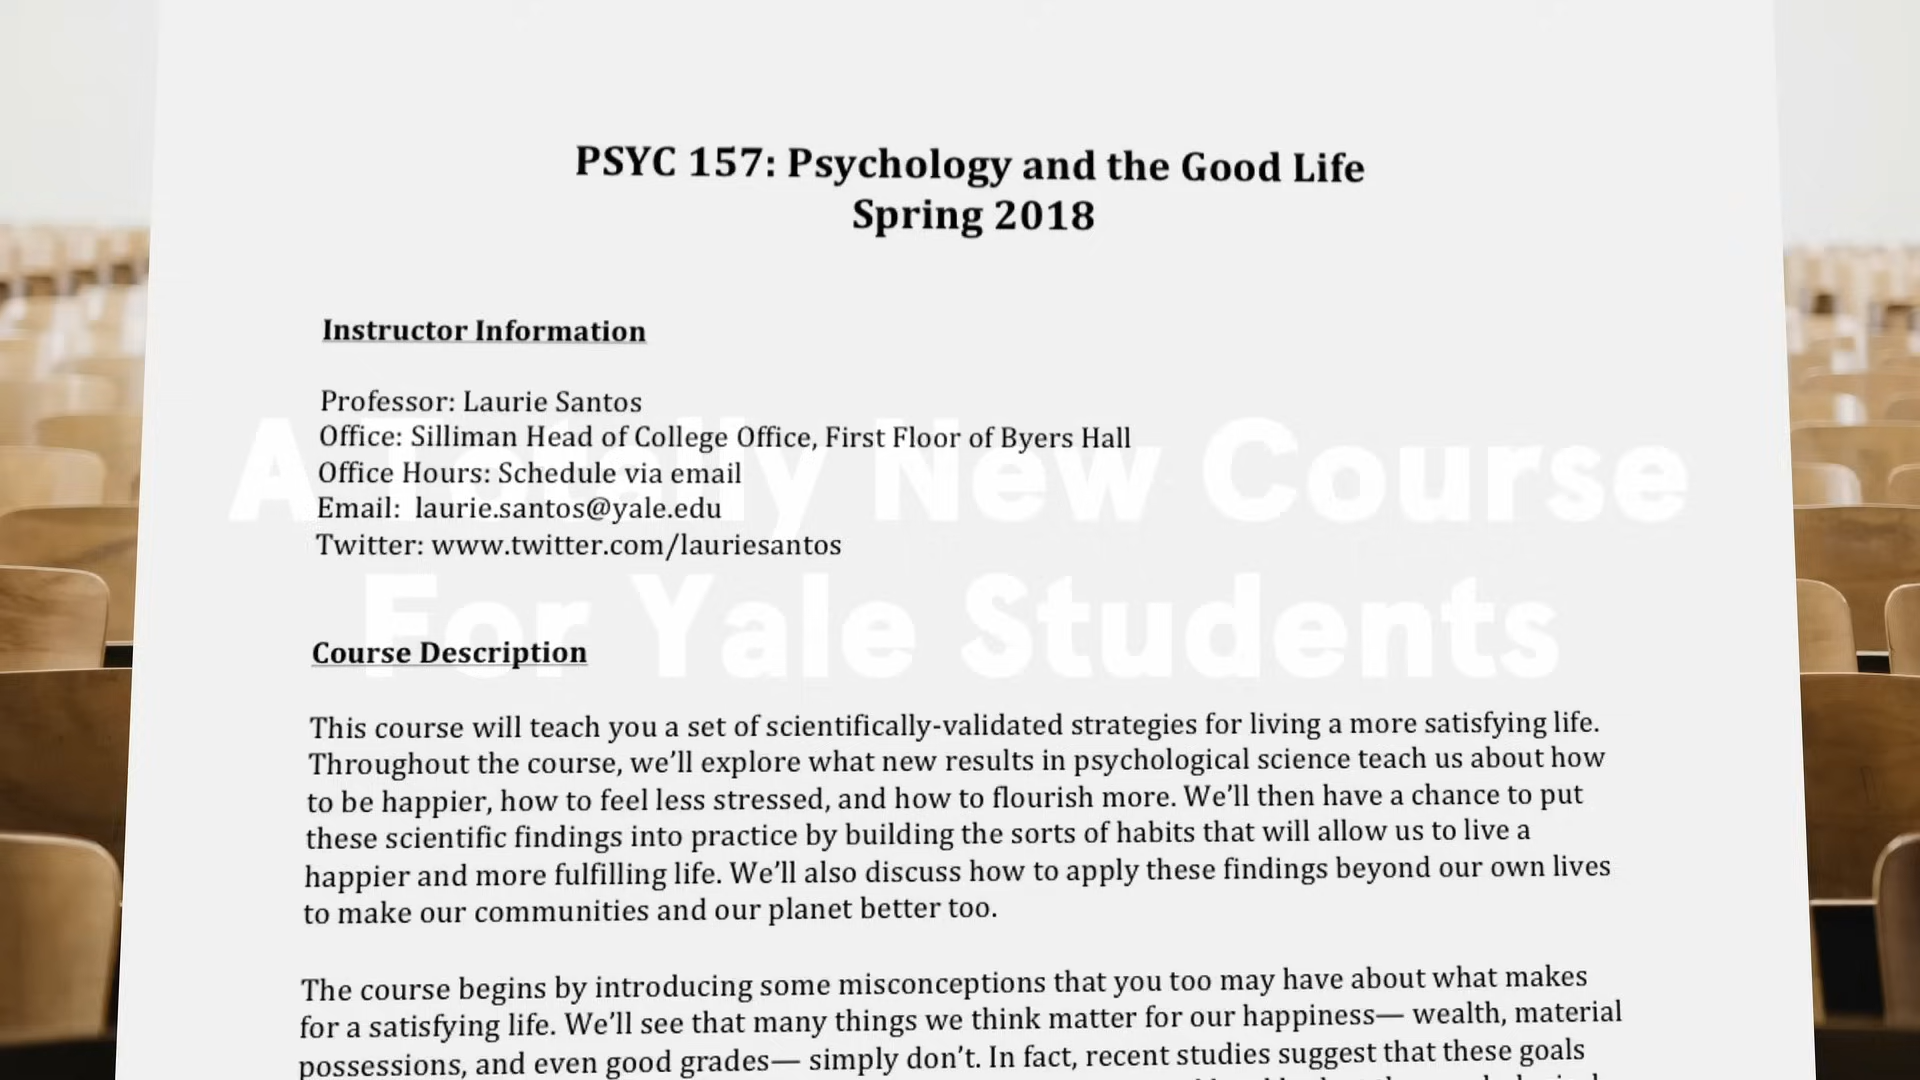 PSYC 157: Psychology and the Good Life
Spring 2018
Instructor Information
Professor: Laurie Santos
Office: Silliman Head of College Office, First Floor of Byers Hall
Office Hours: Schedule via email
Email:  laurie.santos@yale.edu
Twitter: www.twitter.com/lauriesantos
A Totally New Course
For Yale Students
Course Description
This course will teach you a set of scientifically-validated strategies for living a more satisfying life.
Throughout the course, we’ll explore what new results in psychological science teach us about how
to be happier, how to feel less stressed, and how to flourish more. We’ll then have a chance to put
these scientific findings into practice by building the sorts of habits that will allow us to live a
happier and more fulfilling life. We’ll also discuss how to apply these findings beyond our own lives
to make our communities and our planet better too.
The course begins by introducing some misconceptions that you too may have about what makes
for a satisfying life. We’ll see that many things we think matter for our happiness— wealth, material
possessions, and even good grades— simply don’t. In fact, recent studies suggest that these goals